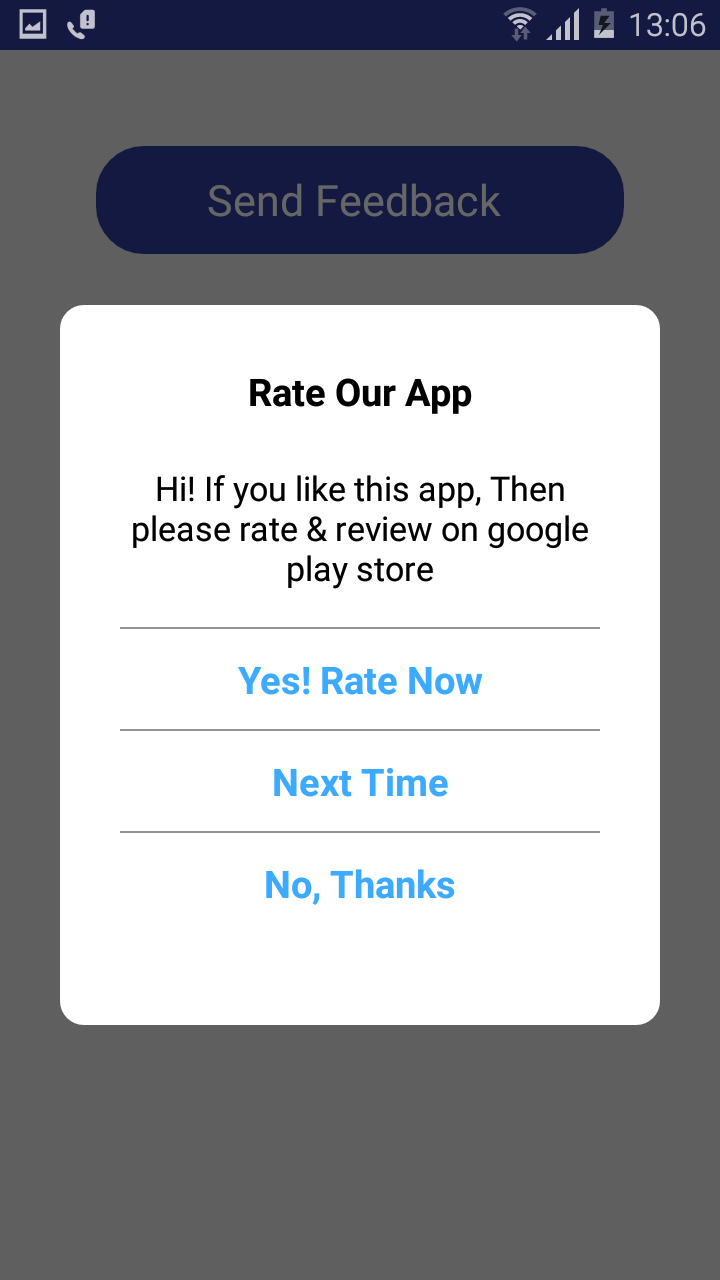 13:06
Send Feedback
Rate Our App
Hi! If you like this app, Then
please rate & review on google
play store
Yes! Rate Now
Next Time
No, Thanks